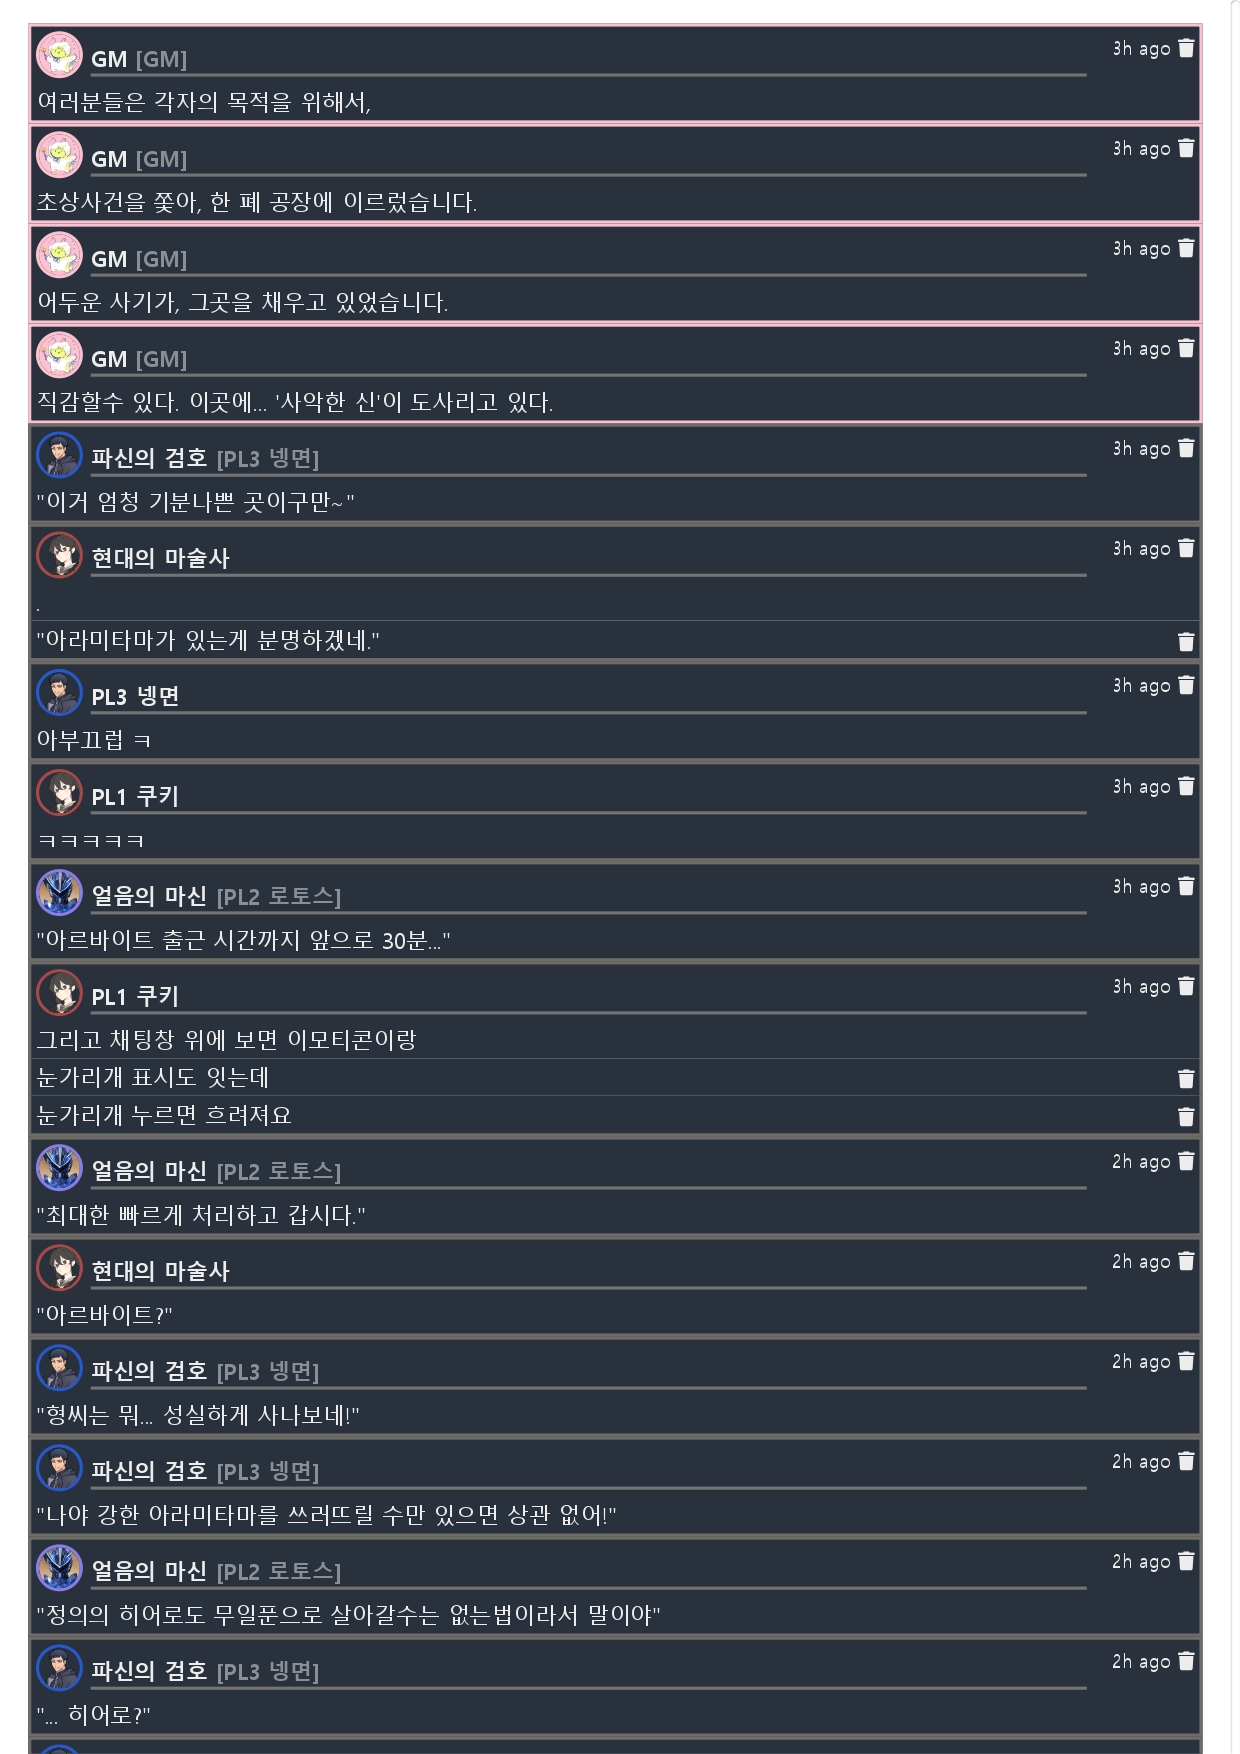 GM [GM]
3h ago
여러분들은 각자의 목적을 위해서,
GM [GM]
3h ago
초상사건을 쫓아, 한 폐 공장에 이르렀습니다.
GM [GM]
3h ago
어두운 사기가, 그곳을 채우고 있었습니다.
GM [GM]
3h ago
직감할수 있다. 이곳에... '사악한 신'이 도사리고 있다.
파신의 검호 [PL3 넹면]
3h ago
"이거 엄청 기분나쁜 곳이구만~"
현대의 마술사
3h ago
.
"아라미타마가 있는게 분명하겠네."
PL3 넹면
3h ago
아부끄럽 ㅋ
PL1 쿠키
3h ago
ㅋㅋㅋㅋㅋ
얼음의 마신 [PL2 로토스]
3h ago
"아르바이트 출근 시간까지 앞으로 30분..."
PL1 쿠키
3h ago
그리고 채팅창 위에 보면 이모티콘이랑
눈가리개 표시도 잇는데
눈가리개 누르면 흐려져요
얼음의 마신 [PL2 로토스]
2h ago
"최대한 빠르게 처리하고 갑시다."
현대의 마술사
2h ago
"아르바이트?"
파신의 검호 [PL3 넹면]
2h ago
"형씨는 뭐... 성실하게 사나보네!"
파신의 검호 [PL3 넹면]
2h ago
"나야 강한 아라미타마를 쓰러뜨릴 수만 있으면 상관 없어!"
얼음의 마신 [PL2 로토스]
2h ago
"정의의 히어로도 무일푼으로 살아갈수는 없는법이라서 말이야"
파신의 검호 [PL3 넹면]
2h ago
"... 히어로?"